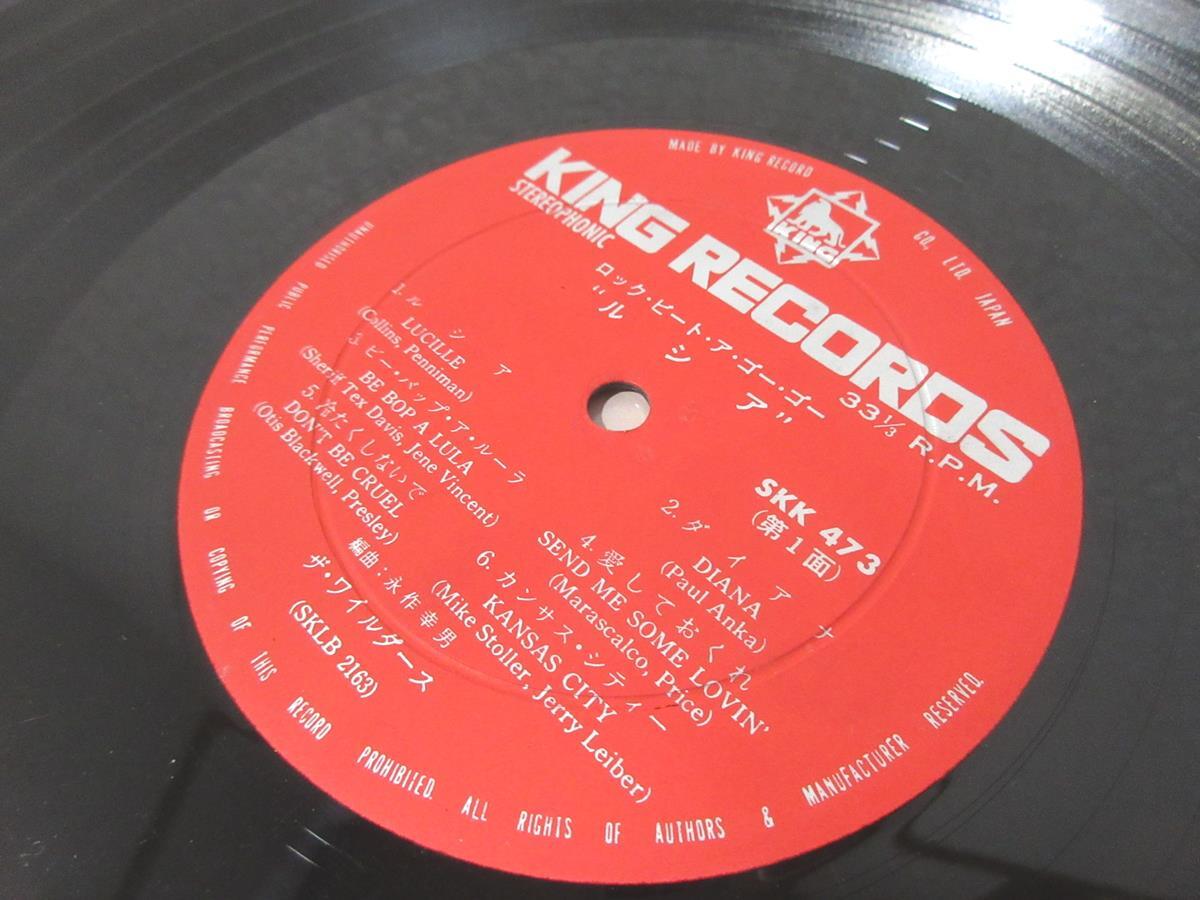 MADE BY KING RECORD CO., LTD. JAPAN
KING
KING RECORDS
STEREOPHONIC
33 1/3 R.P.M.
ロック・ビート・ア・ゴー・ゴー
"ルシア"
SKK 473
(第1面)
1. ルシア
LUCILLE
(Collins, Penniman)
2. ダイアナ
DIANA
(Paul Anka)
3. ビー・バップ・ア・ルーラ
BE BOP A LULA
(Sherif Tex Davis, Jene Vincent)
4. 愛しておくれ
SEND ME SOME LOVIN'
(Marascalco, Price)
5. 冷たくしないで
DON'T BE CRUEL
(Otis Blackwell, Presley)
6. カンサス・シティー
KANSAS CITY
(Mike Stoller, Jerry Leiber)
編曲：永作幸男
ザ・ワイルダース
(SKLB 2163)
UNAUTHORISED PUBLIC PERFORMANCE BROADCASTING OR COPYING OF THIS RECORD PROHIBITED. ALL RIGHTS OF AUTHORS & MANUFACTURER RESERVED.